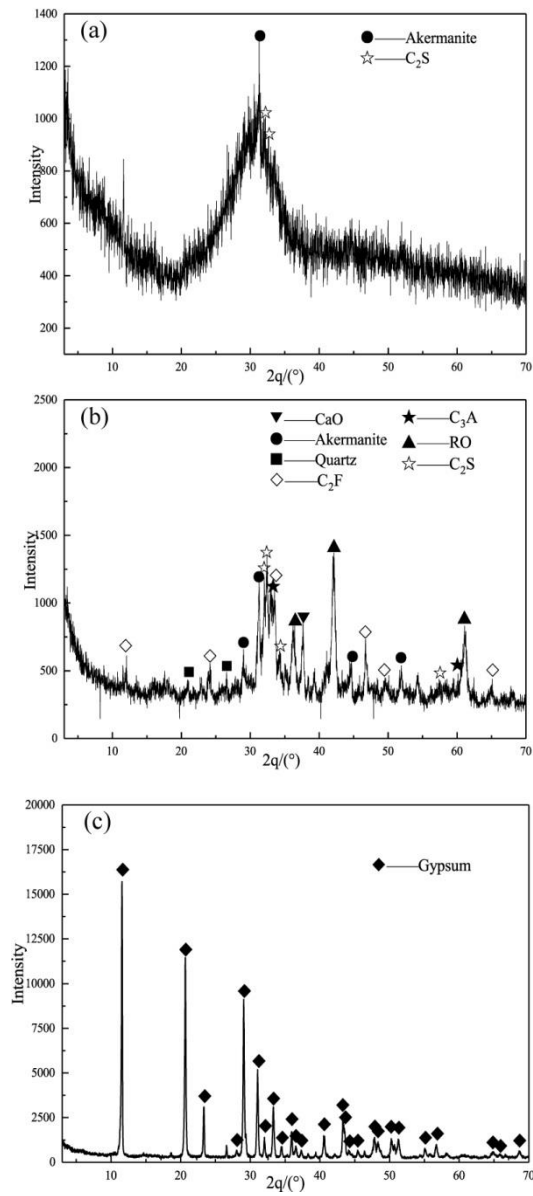 (a)
Akermanite
C₂S
1400
1200
1000
800
600
400
200
Intensity
10 20 30 40 50 60 70
2q/(°)
(b)
CaO
Akermanite
Quartz
C₂F
C₃A
RO
C₂S
2500
2000
1500
1000
500
0
Intensity
10 20 30 40 50 60 70
2q/(°)
(c)
Gypsum
20000
17500
15000
12500
10000
7500
5000
2500
0
Intensity
10 20 30 40 50 60 70
2q/(°)